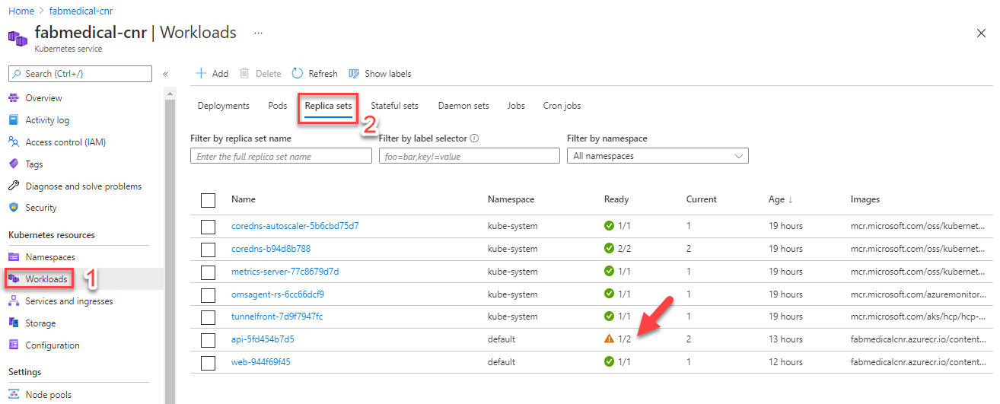 Home > fabmedical-cnr
fabmedical-cnr | Workloads ...
Kubernetes service
Search (Ctrl+/)
«
Overview
Activity log
Access control (IAM)
Tags
Diagnose and solve problems
Security
Kubernetes resources
Namespaces
Workloads 1
Services and ingresses
Storage
Configuration
Settings
Node pools
Add Delete Refresh Show labels
Deployments Pods Replica sets Stateful sets Daemon sets Jobs Cron jobs
2
Filter by replica set name Filter by label selector Filter by namespace
Enter the full replica set name foo=bar,key!=value All namespaces
Name Namespace Ready Current Age ↓ Images
coredns-autoscaler-5b6cbd75d7 kube-system 1/1 1 19 hours mcr.microsoft.com/oss/kubernet...
coredns-b94d8b788 kube-system 2/2 2 19 hours mcr.microsoft.com/oss/kubernet...
metrics-server-77c8679d7d kube-system 1/1 1 19 hours mcr.microsoft.com/oss/kubernet...
omsagent-rs-6cc66dcf9 kube-system 1/1 1 19 hours mcr.microsoft.com/azuremonitor...
tunnelfront-7d9f7947fc kube-system 1/1 1 19 hours mcr.microsoft.com/aks/hcp/hcp-...
api-5fd454b7d5 default 1/2 2 13 hours fabmedicalcnr.azurecr.io/content...
web-944f69f45 default 1/1 1 12 hours fabmedicalcnr.azurecr.io/content...